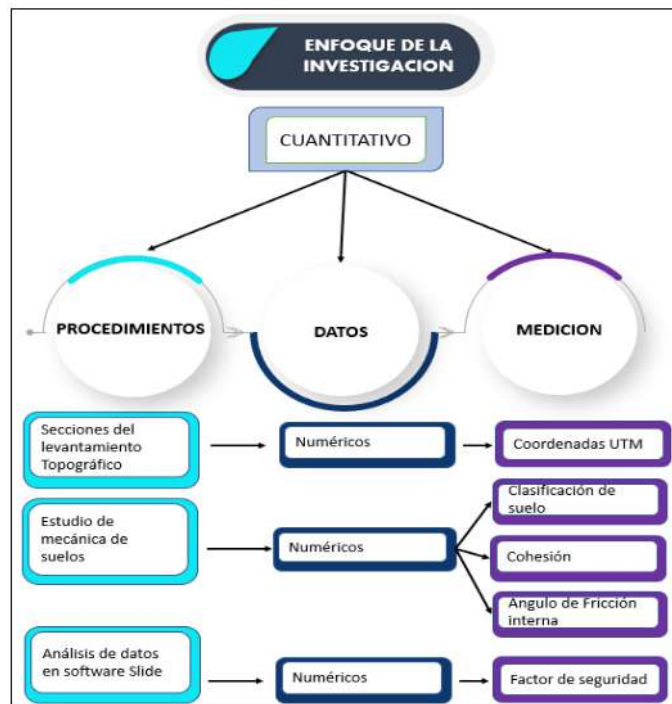 ENFOQUE DE LA
INVESTIGACION
CUANTITATIVO
PROCEDIMIENTOS
DATOS
MEDICION
Secciones del
levantamiento
Topográfico
Numéricos
Coordenadas UTM
Estudio de
mecánica de
suelos
Numéricos
Clasificación de
suelo
Cohesión
Angulo de Fricción
interna
Análisis de datos
en software Slide
Numéricos
Factor de seguridad